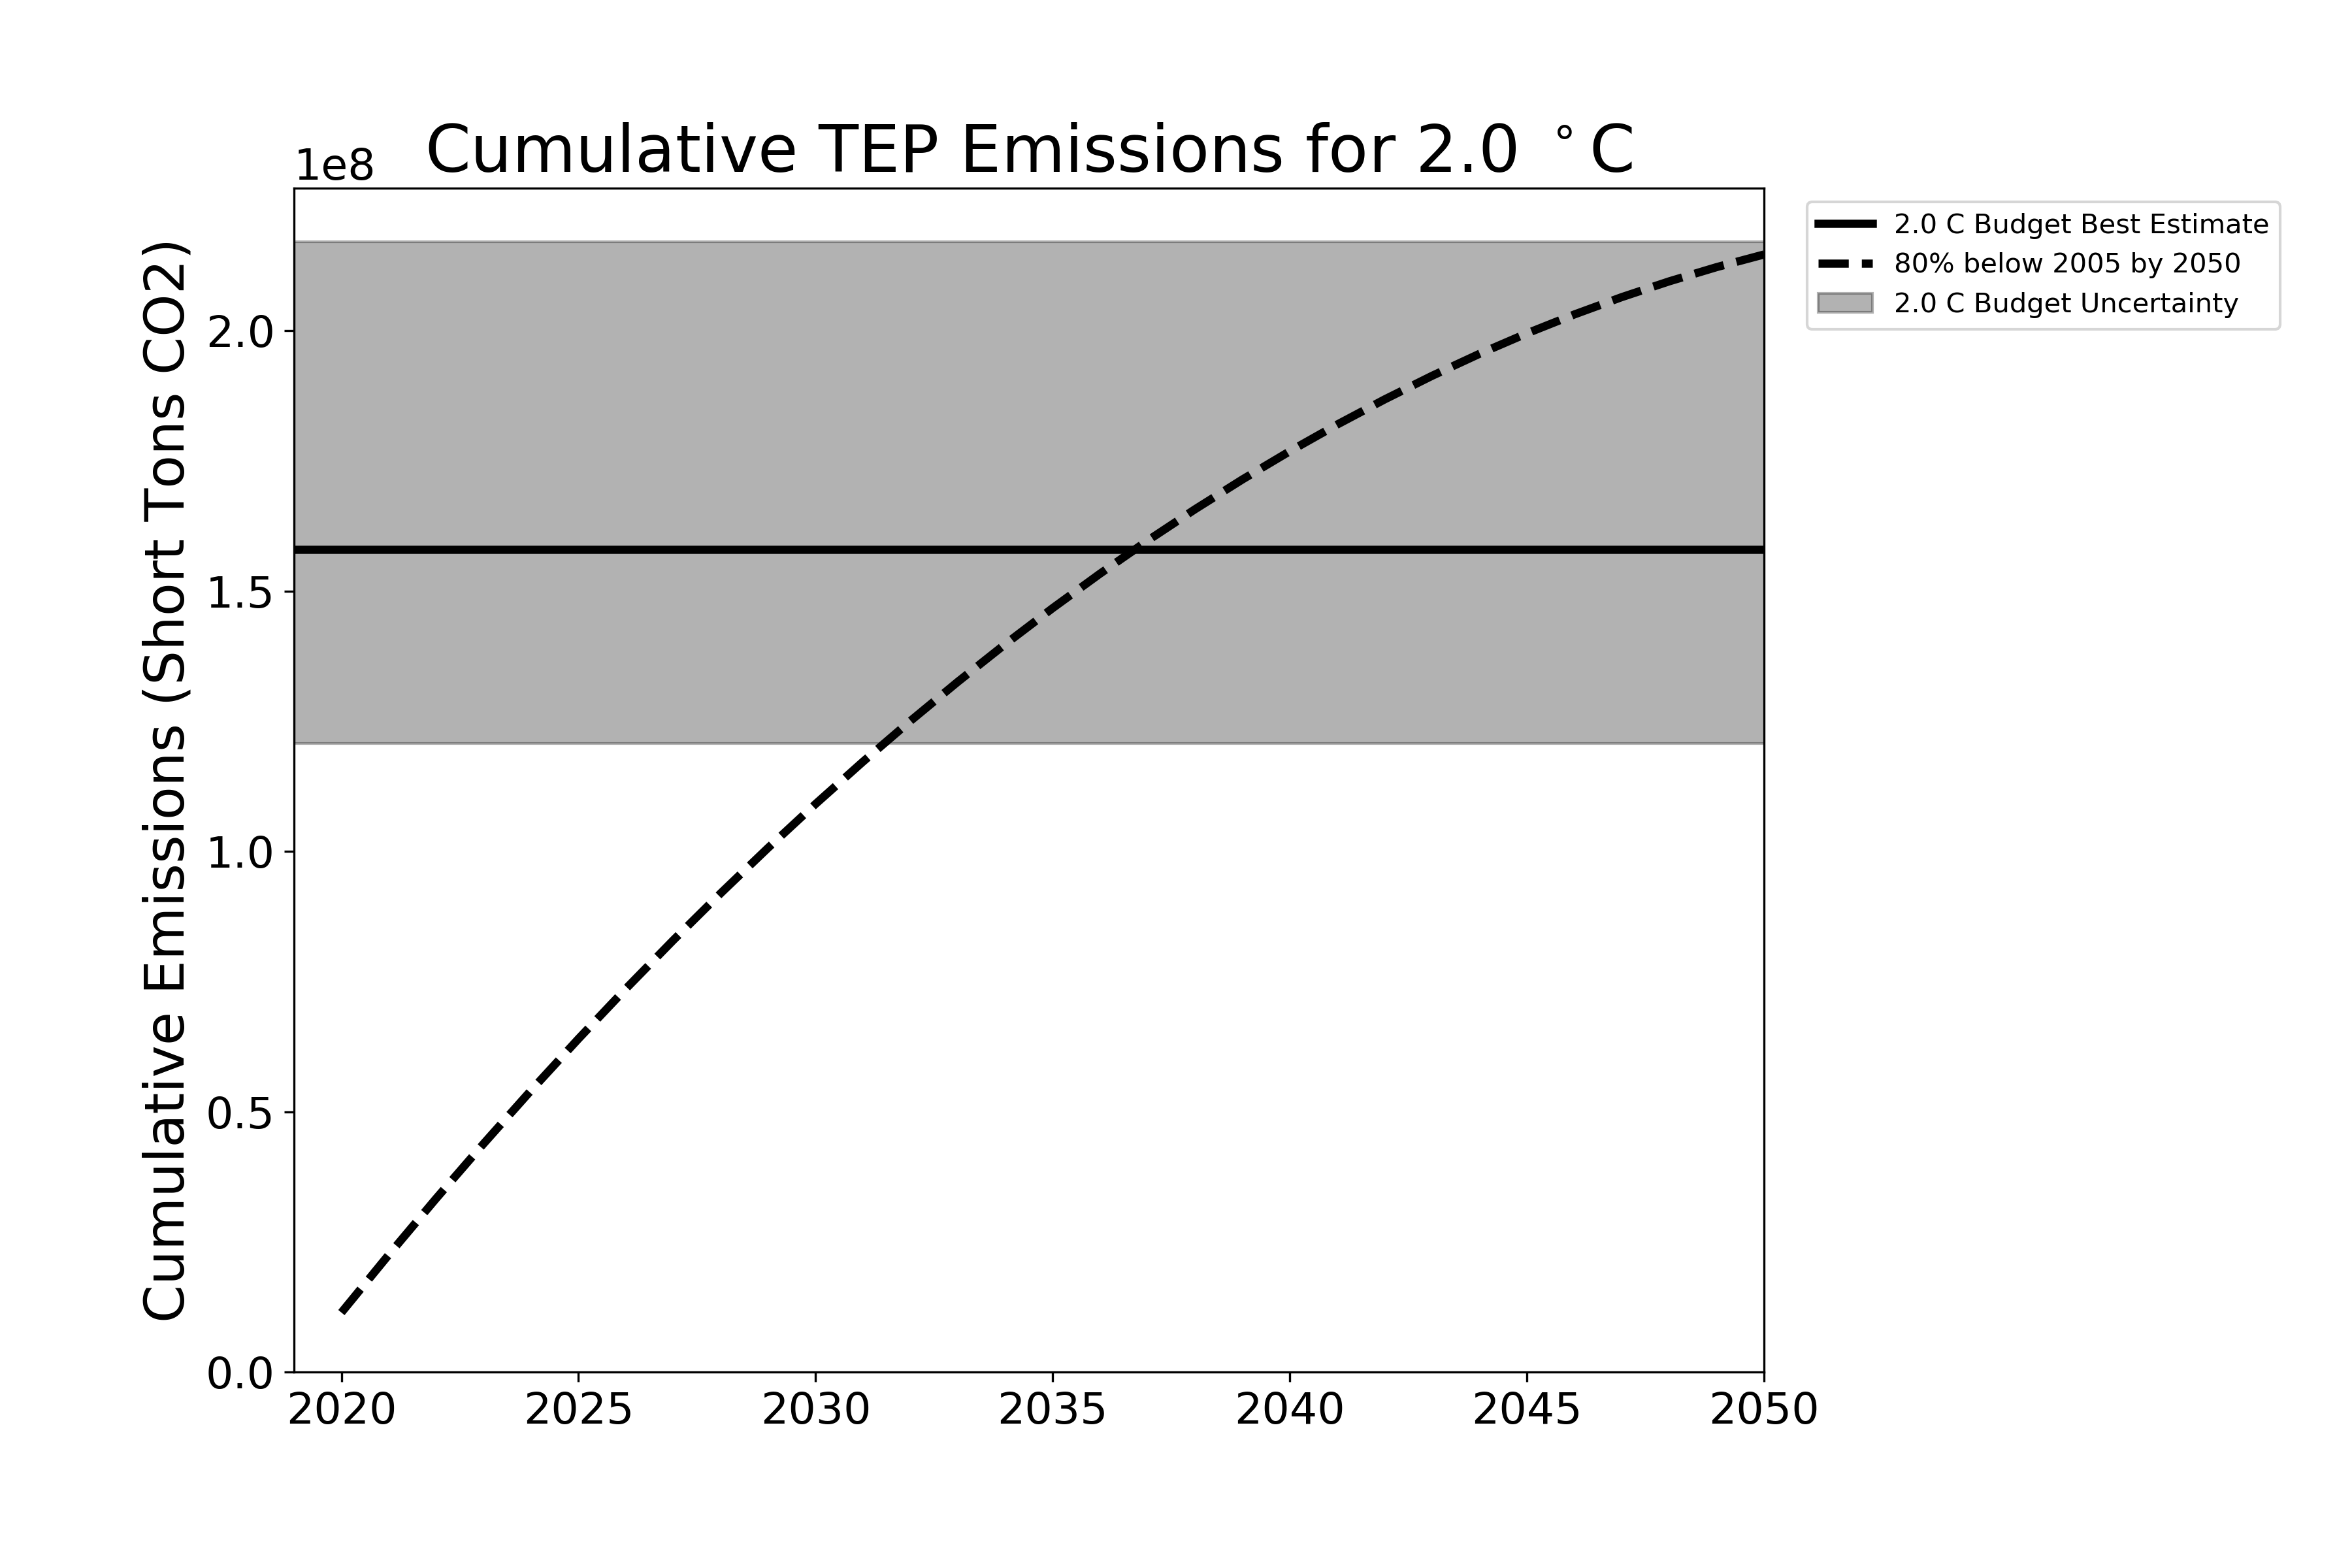 Cumulative TEP Emissions for 2.0 °C
1e8
2.0 C Budget Best Estimate
80% below 2005 by 2050
2.0 C Budget Uncertainty
Cumulative Emissions (Short Tons CO2)
2.0
1.5
1.0
0.5
0.0
2020 2025 2030 2035 2040 2045 2050